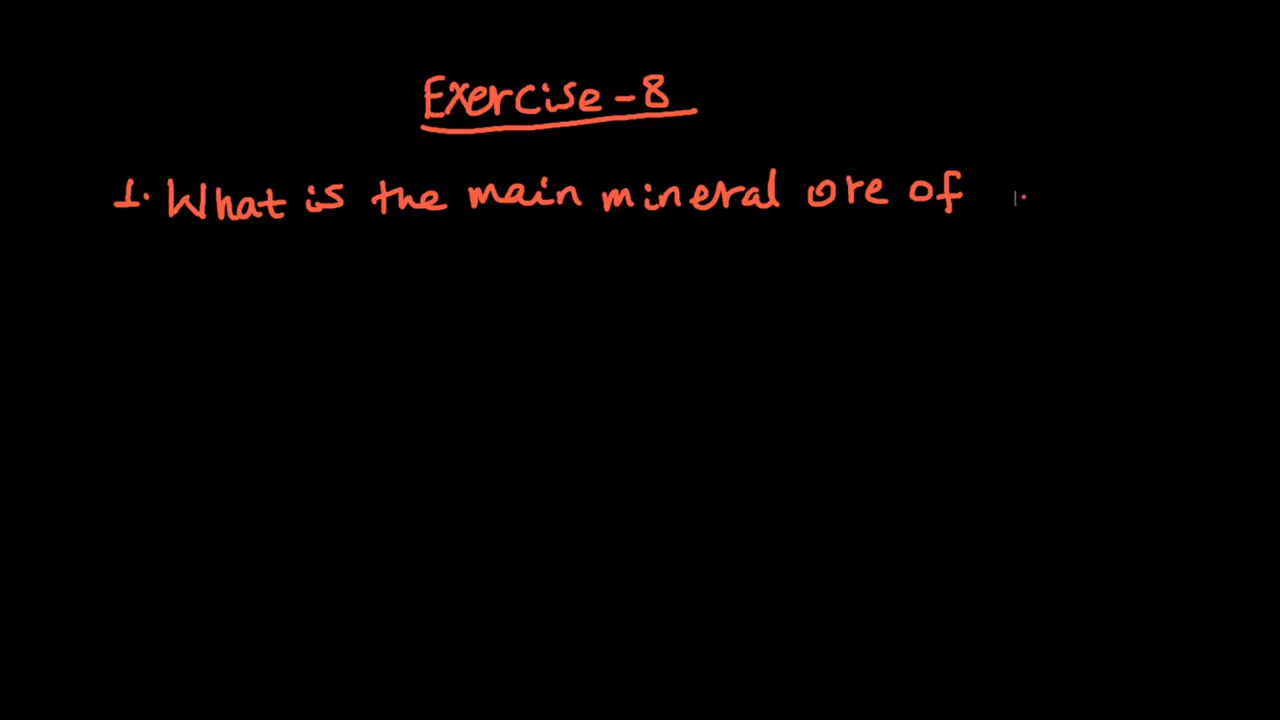 Exercise-8
1. What is the main mineral ore of